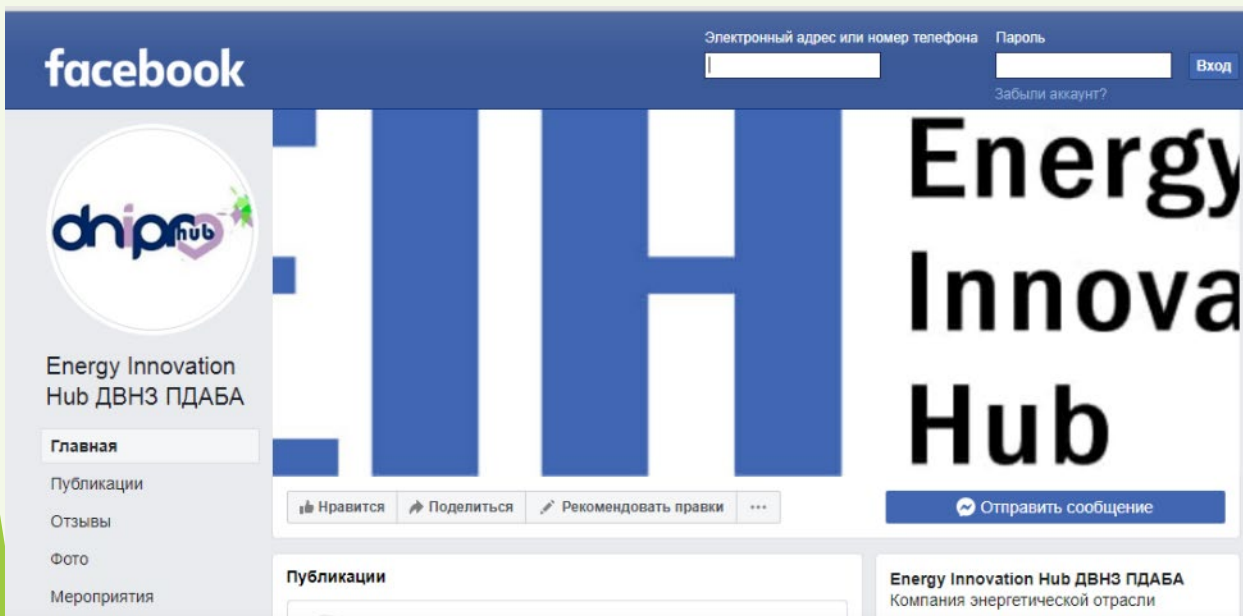 facebook
Электронный адрес или номер телефона
Пароль
Вход
Забыли аккаунт?
dnipro hub
Energy Innovation
Hub ДВНЗ ПДАБА
Главная
Публикации
Отзывы
Фото
Мероприятия
EIH
Energy
Innova
Hub
Нравится
Поделиться
Рекомендовать правки
Отправить сообщение
Публикации
Energy Innovation Hub ДВНЗ ПДАБА
Компания энергетической отрасли